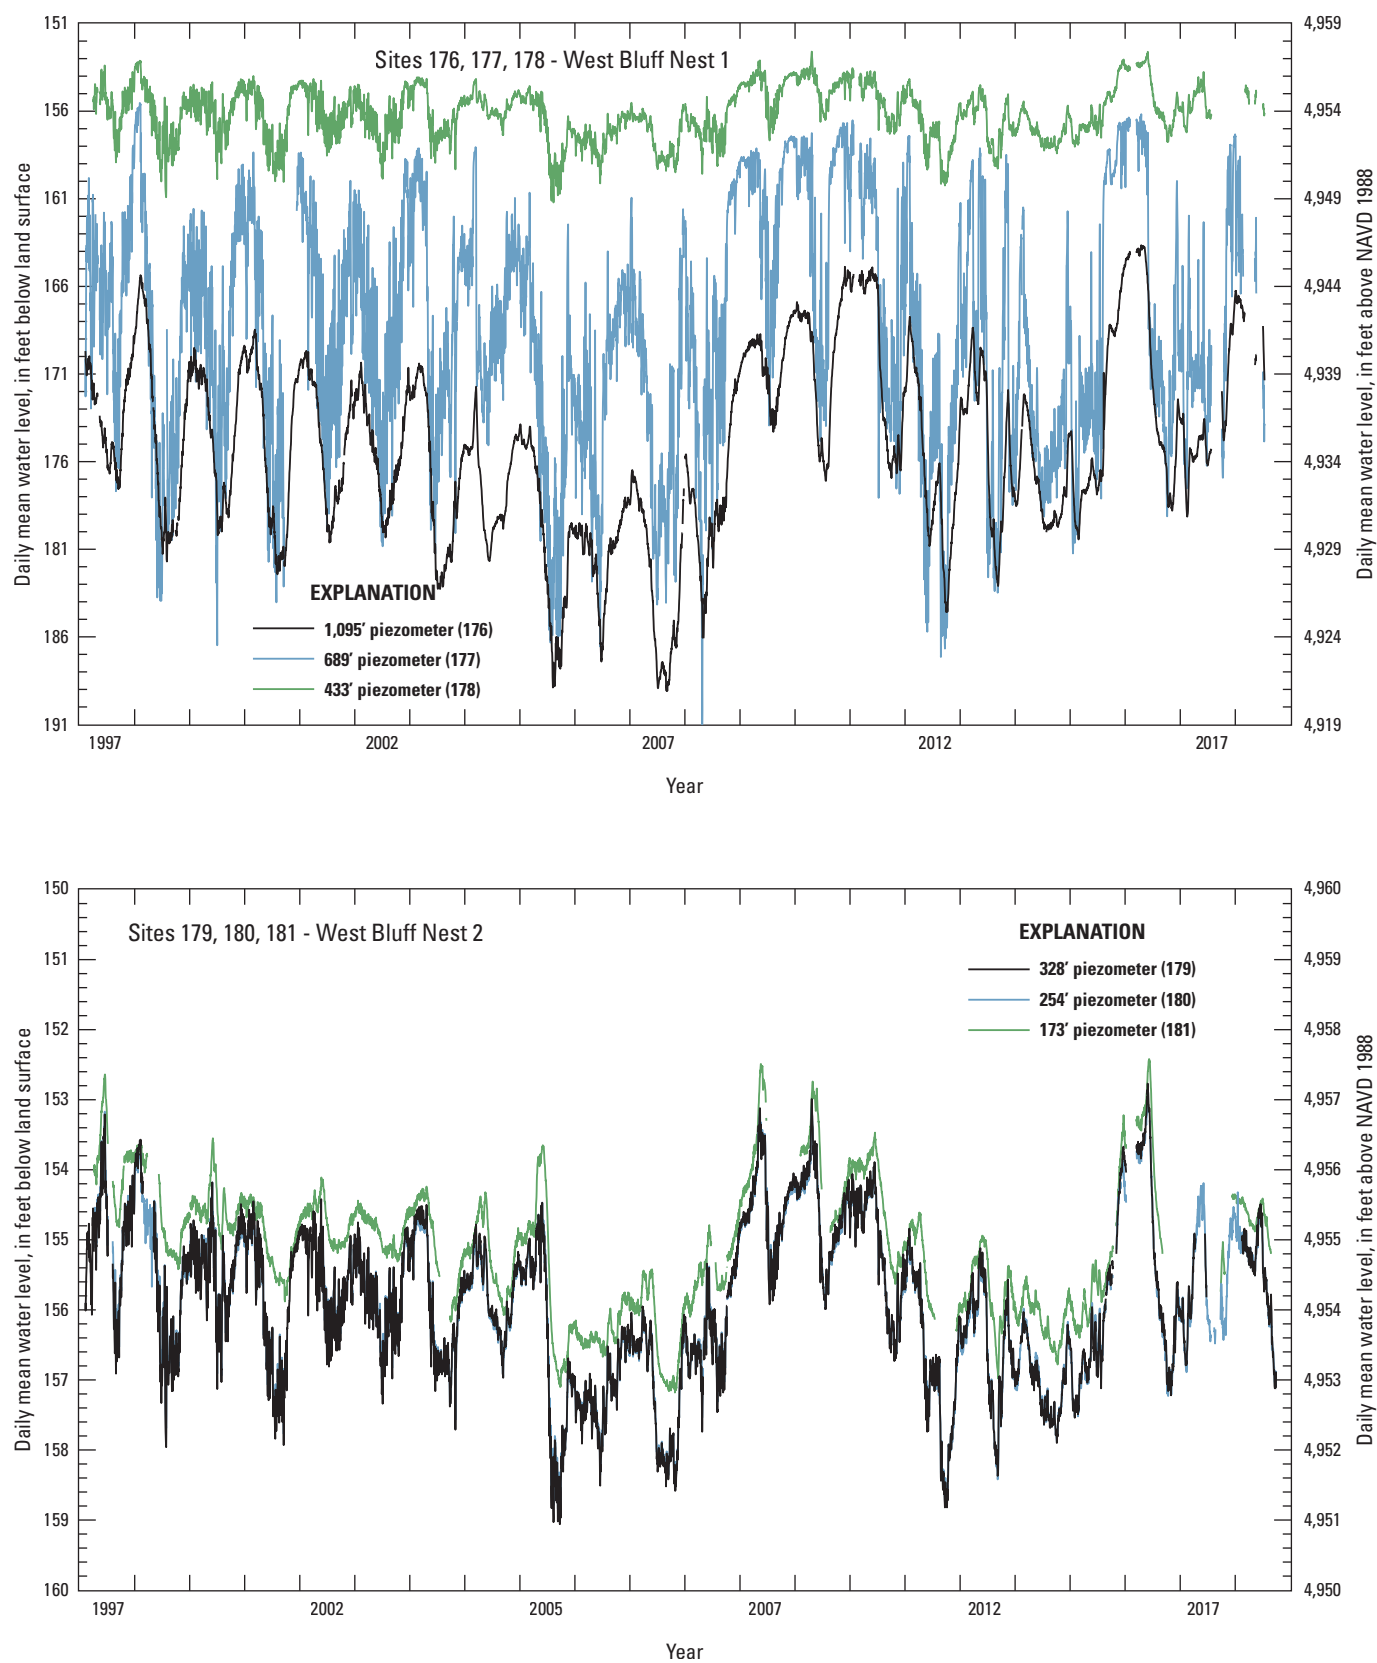 Sites 176, 177, 178 - West Bluff Nest 1
Daily mean water level, in feet below land surface
151
156
161
166
171
176
181
186
191
4,959
4,954
4,949
4,944
4,939
4,934
4,929
4,924
4,919
Daily mean water level, in feet above NAVD 1988
EXPLANATION
1,095′ piezometer (176)
689′ piezometer (177)
433′ piezometer (178)
1997 2002 2007 2012 2017
Year
Sites 179, 180, 181 - West Bluff Nest 2
Daily mean water level, in feet below land surface
150
151
152
153
154
155
156
157
158
159
160
4,960
4,959
4,958
4,957
4,956
4,955
4,954
4,953
4,952
4,951
4,950
Daily mean water level, in feet above NAVD 1988
EXPLANATION
328′ piezometer (179)
254′ piezometer (180)
173′ piezometer (181)
1997 2002 2005 2007 2012 2017
Year